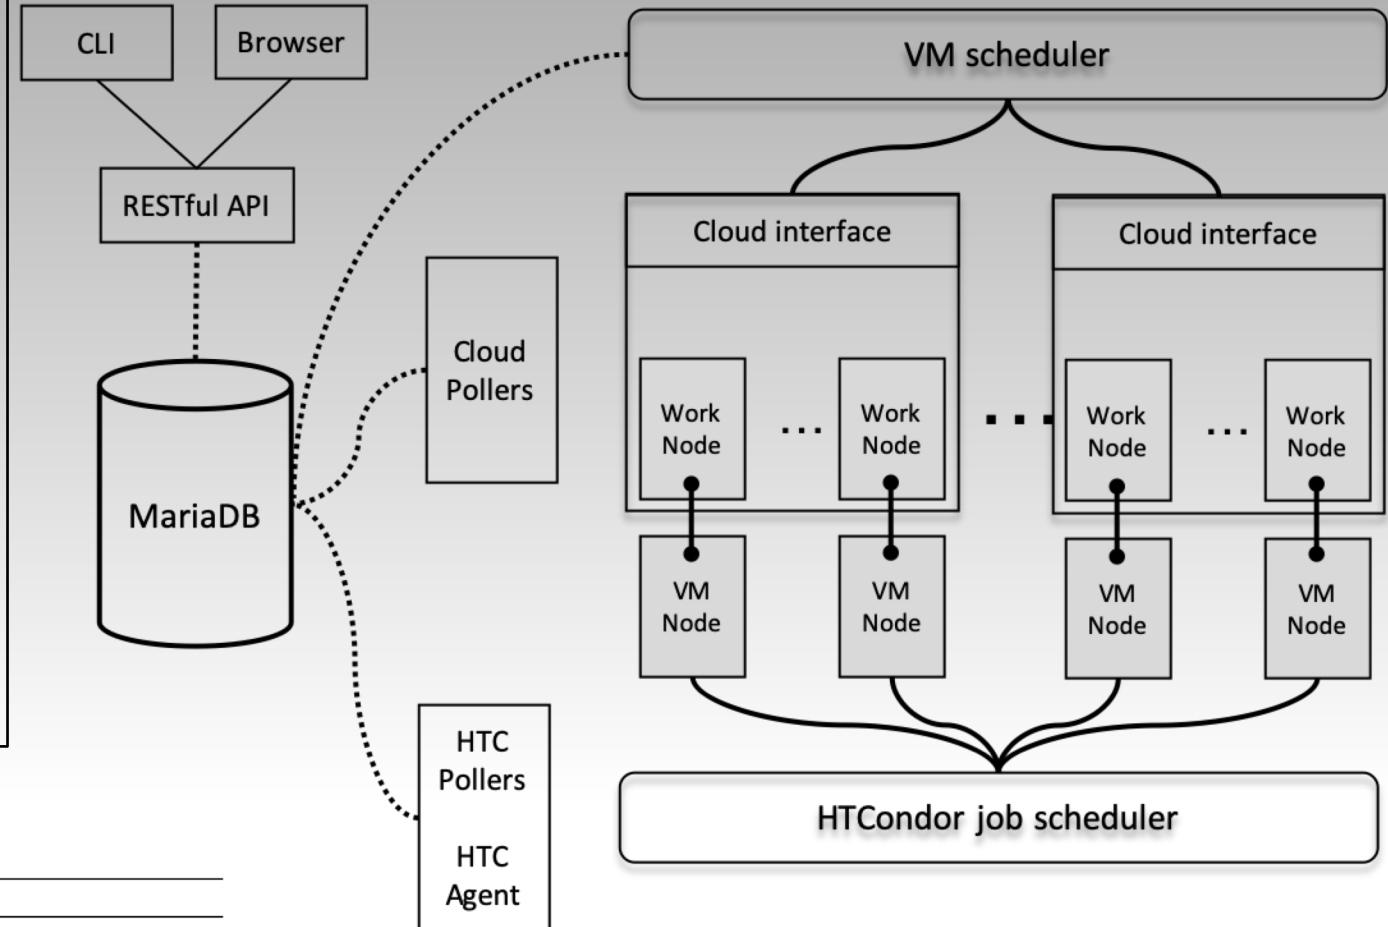 CLI
Browser
VM scheduler
RESTful API
Cloud interface
Cloud interface
Cloud
Pollers
Work
Node
...
Work
Node
...
Work
Node
...
Work
Node
MariaDB
VM
Node
VM
Node
VM
Node
VM
Node
HTC
Pollers
HTC
Agent
HTCondor job scheduler